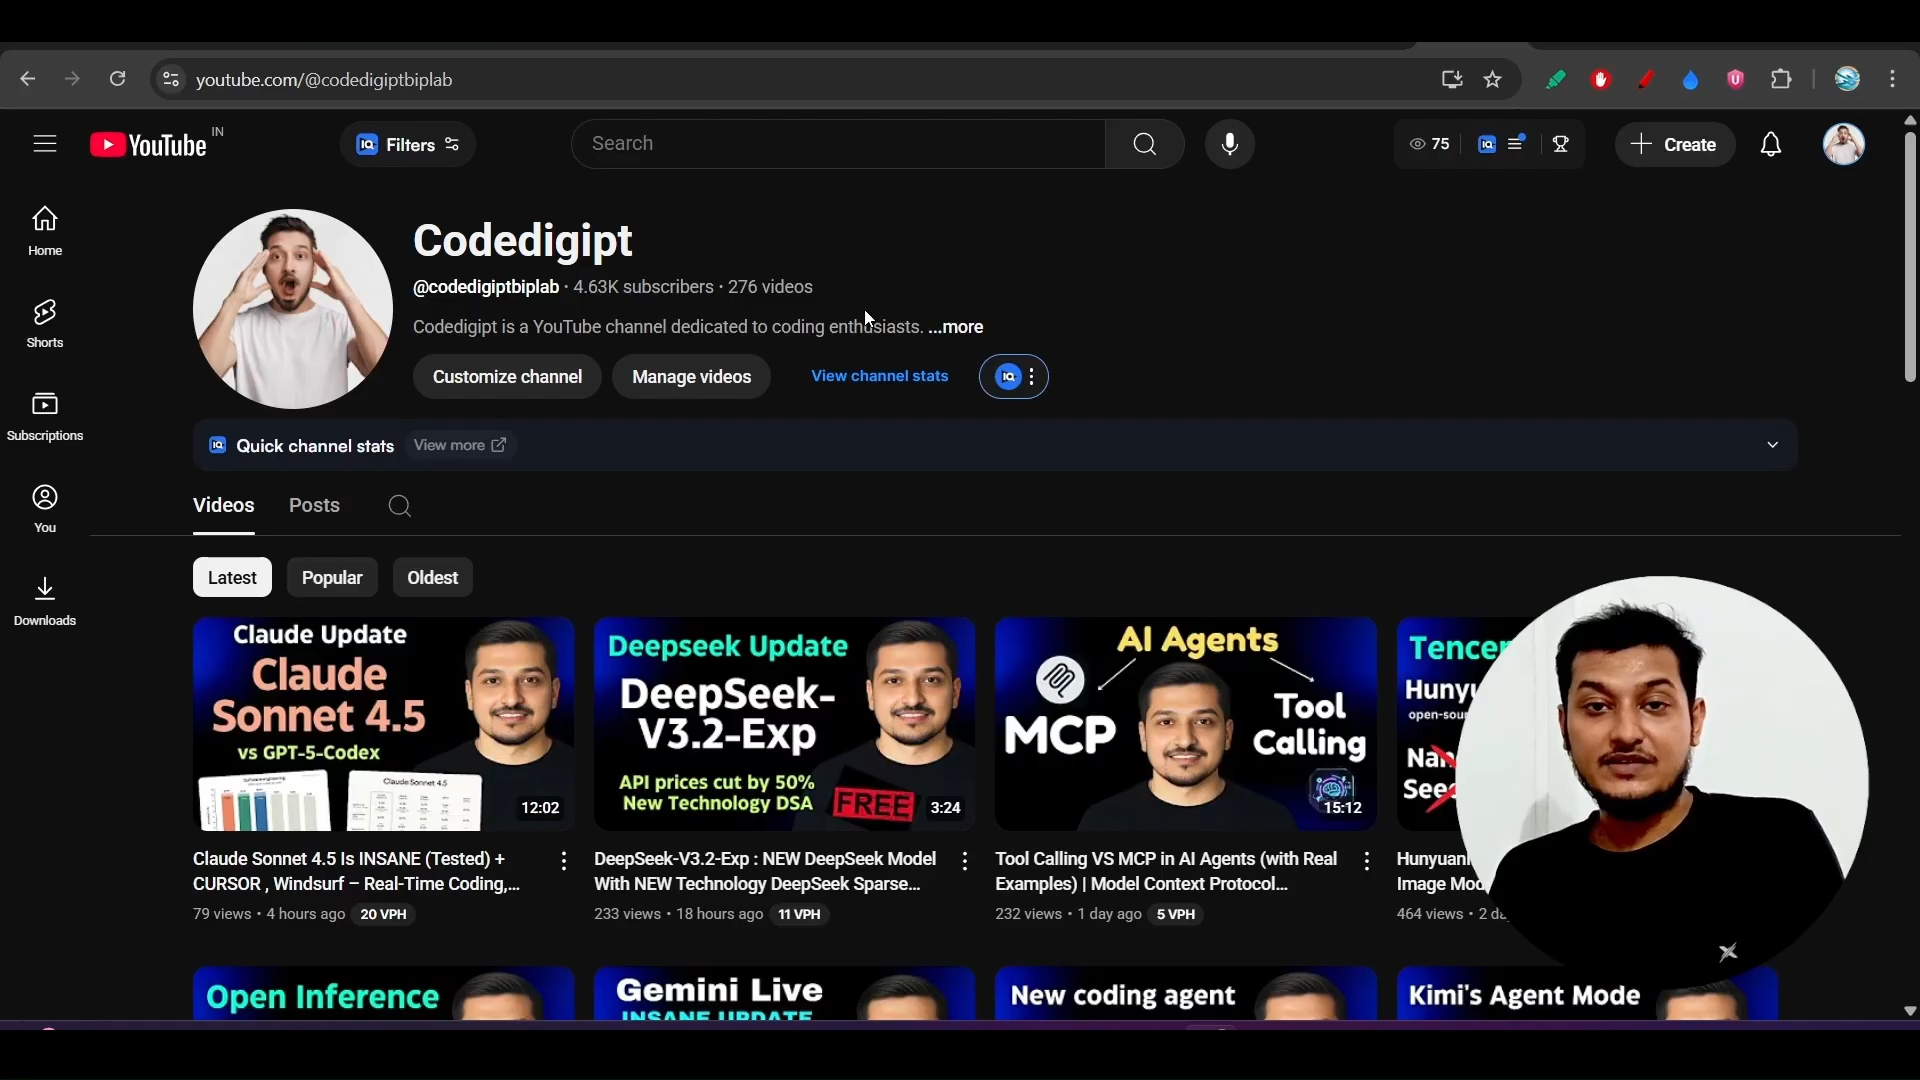 youtube.com/@codedigiptbiplab
YouTube IN
Filters
Search
75
Create
Home
Shorts
Subscriptions
You
Downloads
Codedigipt
@codedigiptbiplab · 4.63K subscribers · 276 videos
Codedigipt is a YouTube channel dedicated to coding enthusiasts. ...more
Customize channel
Manage videos
View channel stats
IQ
Quick channel stats
View more
Videos
Posts
Latest
Popular
Oldest
Claude Update
Claude
Sonnet 4.5
vs GPT-5-Codex
Claude Sonnet 4.5
12:02
Deepseek Update
DeepSeek-
V3.2-Exp
API prices cut by 50%
New Technology DSA
FREE
3:24
AI Agents
MCP
Tool
Calling
15:12
Claude Sonnet 4.5 Is INSANE (Tested) +
CURSOR , Windsurf – Real-Time Coding,...
79 views • 4 hours ago 20 VPH
DeepSeek-V3.2-Exp : NEW DeepSeek Model
With NEW Technology DeepSeek Sparse...
233 views • 18 hours ago 11 VPH
Tool Calling VS MCP in AI Agents (with Real
Examples) | Model Context Protocol...
232 views • 1 day ago 5 VPH
464 views • 2
Open Inference
Gemini Live
INSANE UPDATE
New coding agent
Kimi's Agent Mode